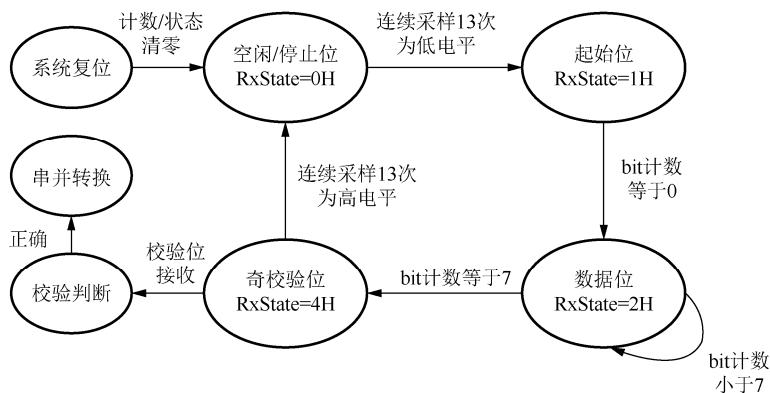 系统复位
计数/状态
清零
空闲/停止位
RxState=0H
连续采样13次
为低电平
起始位
RxState=1H
串并转换
连续采样13次
为高电平
bit计数
等于0
正确
校验判断
校验位
接收
奇校验位
RxState=4H
bit计数等于7
数据位
RxState=2H
bit计数
小于7